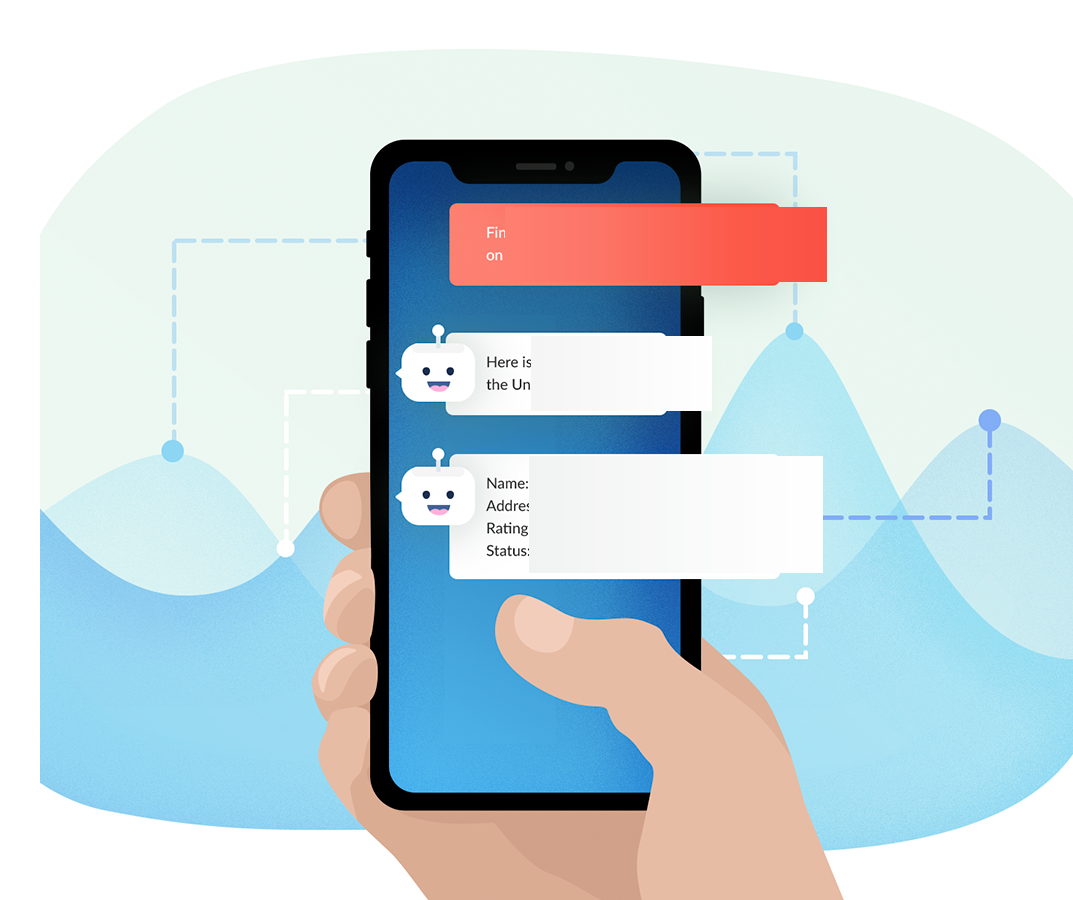 Fin
on
Here is
the Un
Name:
Addres
Rating
Status: